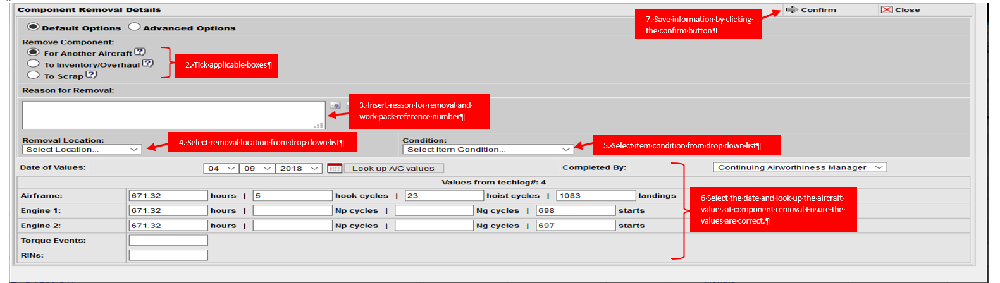 Component Removal Details
Confirm
Close
7.·Save·information·by·clicking·
the·confirm·button¶
Default Options
Advanced Options
Remove Component:
For Another Aircraft
To Inventory/Overhaul
To Scrap
2.·Tick·applicable·boxes¶
Reason for Removal:
3.·Insert·reason·for·removal·and·
work·pack·reference·number¶
Removal Location:
Select Location...
4.·Select·removal·location·from·drop·down·list¶
Condition:
Select Item Condition...
5.·Select·item·condition·from·drop·down·list¶
Date of Values: 04 09 2018 Look up A/C values Completed By: Continuing Airworthiness Manager
Values from techlog#: 4
Airframe: 671.32 hours | 5 hook cycles | 23 hoist cycles | 1083 landings
Engine 1: 671.32 hours | Np cycles | Ng cycles | 698 starts
Engine 2: 671.32 hours | Np cycles | Ng cycles | 697 starts
Torque Events:
RINs:
6·Select·the·date·and·look·up·the·aircraft·
values·at·component·removal·Ensure·the·
values·are·correct.¶